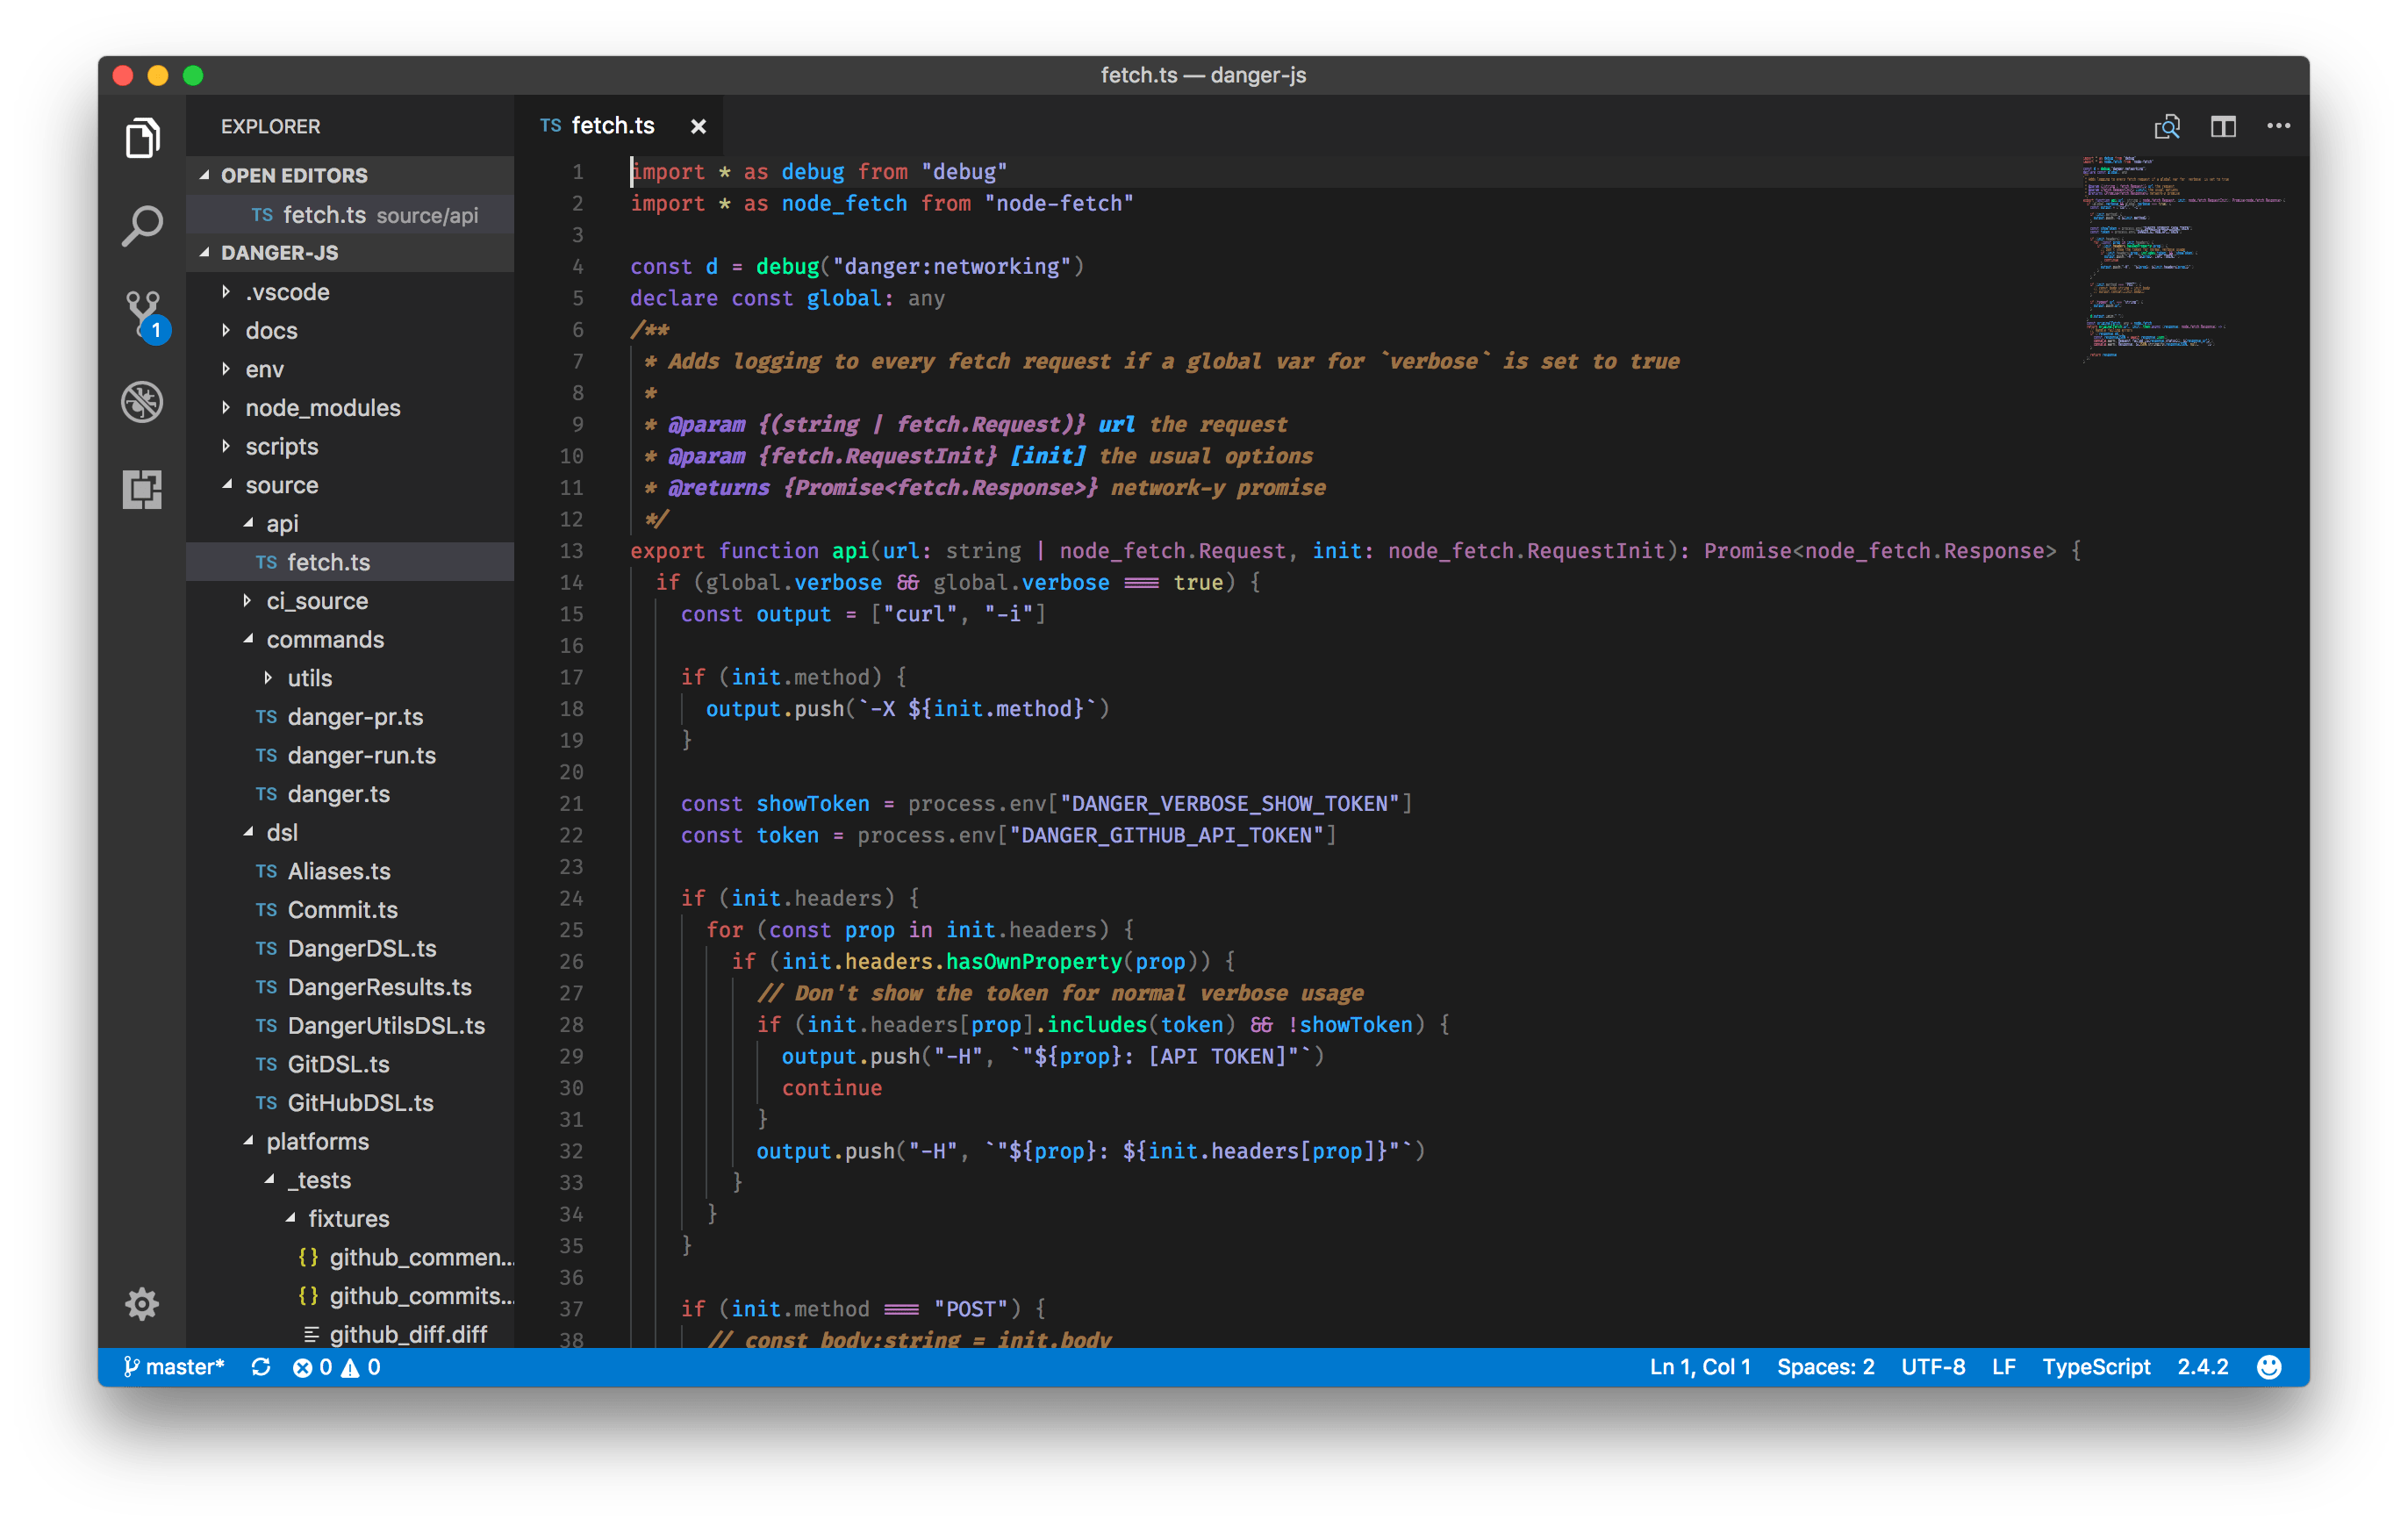 fetch.ts — danger-js
EXPLORER
OPEN EDITORS
TS fetch.ts source/api
DANGER-JS
.vscode
docs
env
node_modules
scripts
source
api
TS fetch.ts
ci_source
commands
utils
TS danger-pr.ts
TS danger-run.ts
TS danger.ts
dsl
TS Aliases.ts
TS Commit.ts
TS DangerDSL.ts
TS DangerResults.ts
TS DangerUtilsDSL.ts
TS GitDSL.ts
TS GitHubDSL.ts
platforms
_tests
fixtures
{} github_commen...
{} github_commits...
github_diff.diff
1
TS fetch.ts ×
1 import * as debug from "debug"
2 import * as node_fetch from "node-fetch"
3
4 const d = debug("danger:networking")
5 declare const global: any
6 /**
7 * Adds logging to every fetch request if a global var for `verbose` is set to true
8 *
9 * @param {(string | fetch.Request)} url the request
10 * @param {fetch.RequestInit} [init] the usual options
11 * @returns {Promise<fetch.Response>} network-y promise
12 */
13 export function api(url: string | node_fetch.Request, init: node_fetch.RequestInit): Promise<node_fetch.Response> {
14 if (global.verbose && global.verbose === true) {
15 const output = ["curl", "-i"]
16
17 if (init.method) {
18 output.push(`-X ${init.method}`)
19 }
20
21 const showToken = process.env["DANGER_VERBOSE_SHOW_TOKEN"]
22 const token = process.env["DANGER_GITHUB_API_TOKEN"]
23
24 if (init.headers) {
25 for (const prop in init.headers) {
26 if (init.headers.hasOwnProperty(prop)) {
27 // Don't show the token for normal verbose usage
28 if (init.headers[prop].includes(token) && !showToken) {
29 output.push("-H", `"${prop}: [API TOKEN]"`)
30 continue
31 }
32 output.push("-H", `"${prop}: ${init.headers[prop]}"`)
33 }
34 }
35 }
36
37 if (init.method === "POST") {
38 // const body:string = init.body
master* 0 0
Ln 1, Col 1 Spaces: 2 UTF-8 LF TypeScript 2.4.2